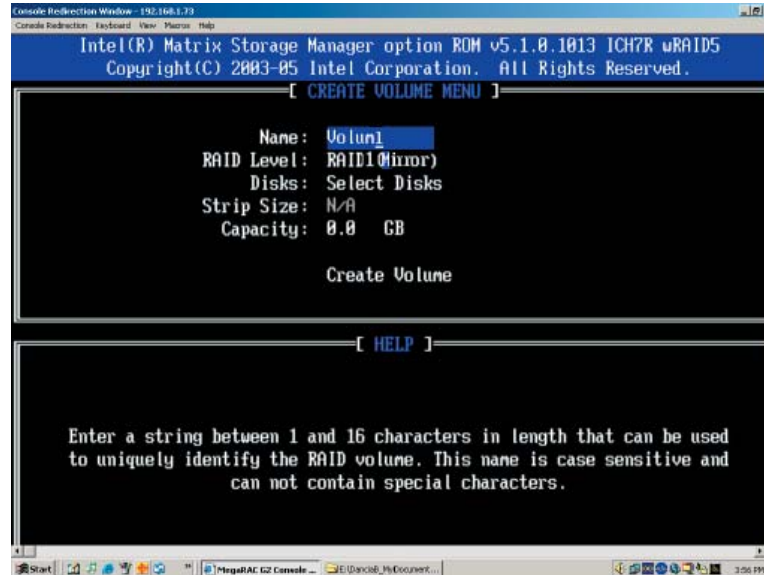 Console Redirection Window - 192.168.1.73
Console Redirection Keyboard View Macros Help
Intel(R) Matrix Storage Manager option ROM v5.1.0.1013 ICH7R wRAID5
Copyright(C) 2003-05 Intel Corporation. All Rights Reserved.
[ CREATE VOLUME MENU ]
Name: Volum1
RAID Level: RAID1(Mirror)
Disks: Select Disks
Strip Size: N/A
Capacity: 0.0 GB
Create Volume
[ HELP ]
Enter a string between 1 and 16 characters in length that can be used
to uniquely identify the RAID volume. This name is case sensitive and
can not contain special characters.
Start
MegaRAC G2 Console ...
3:56 PM